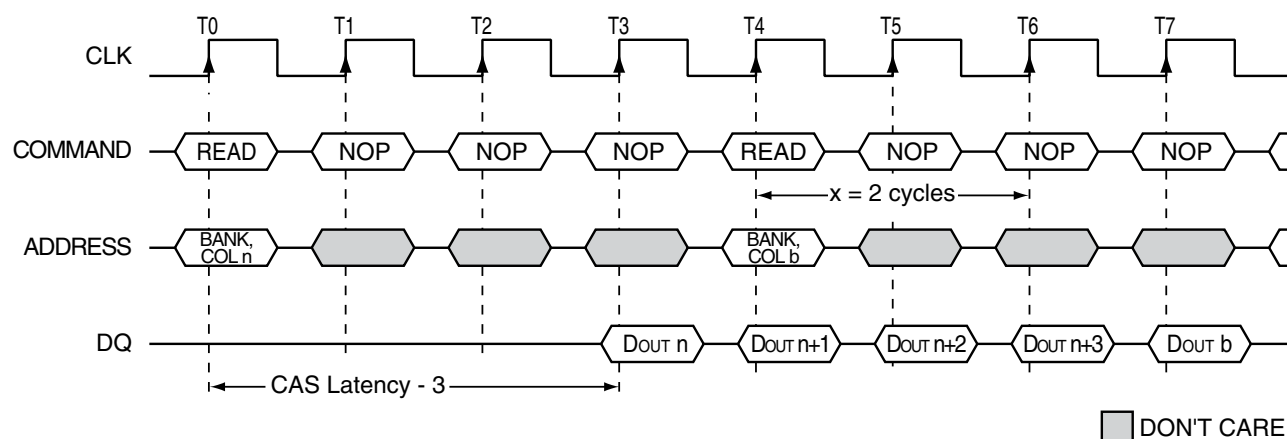 T0 T1 T2 T3 T4 T5 T6 T7
CLK
COMMAND READ NOP NOP NOP READ NOP NOP NOP
x = 2 cycles
ADDRESS BANK, COL n BANK, COL b
DQ DOUT n DOUT n+1 DOUT n+2 DOUT n+3 DOUT b
CAS Latency - 3
DON'T CARE